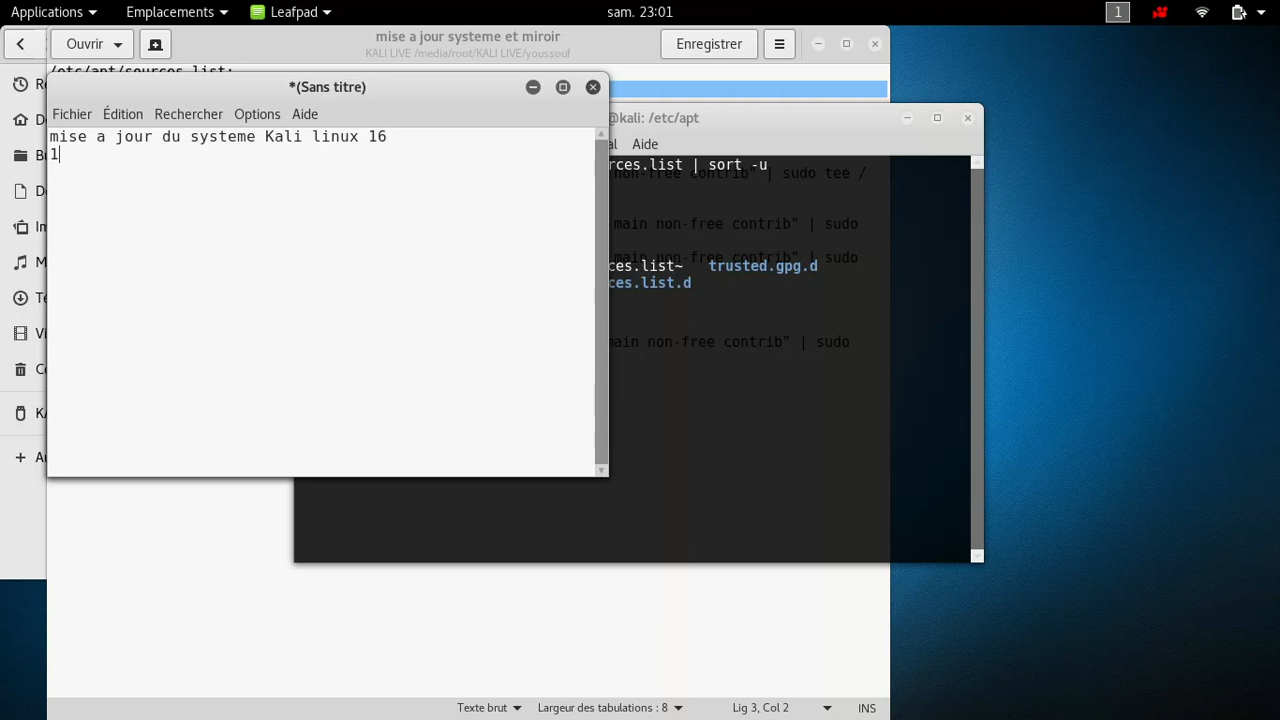 Applications
Emplacements
Leafpad
sam. 23:01
1
Ouvrir
mise a jour systeme et miroir
KALI LIVE /media/root/KALI LIVE/youssouf
Enregistrer
/etc/apt/sources.list:
*(Sans titre)
Fichier Édition Rechercher Options Aide
mise a jour du systeme Kali linux 16
1
@kali: /etc/apt
Aide
rces.list | sort -u
non-free contrib" | sudo tee /
main non-free contrib" | sudo
main non-free contrib" | sudo
ces.list~ trusted.gpg.d
ces.list.d
main non-free contrib" | sudo
Texte brut
Largeur des tabulations : 8
Lig 3, Col 2
INS